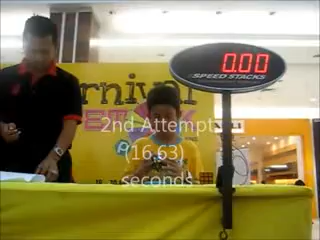 0.00
SPEED STACKS
rnival
2nd Attempt
(16.63)
seconds